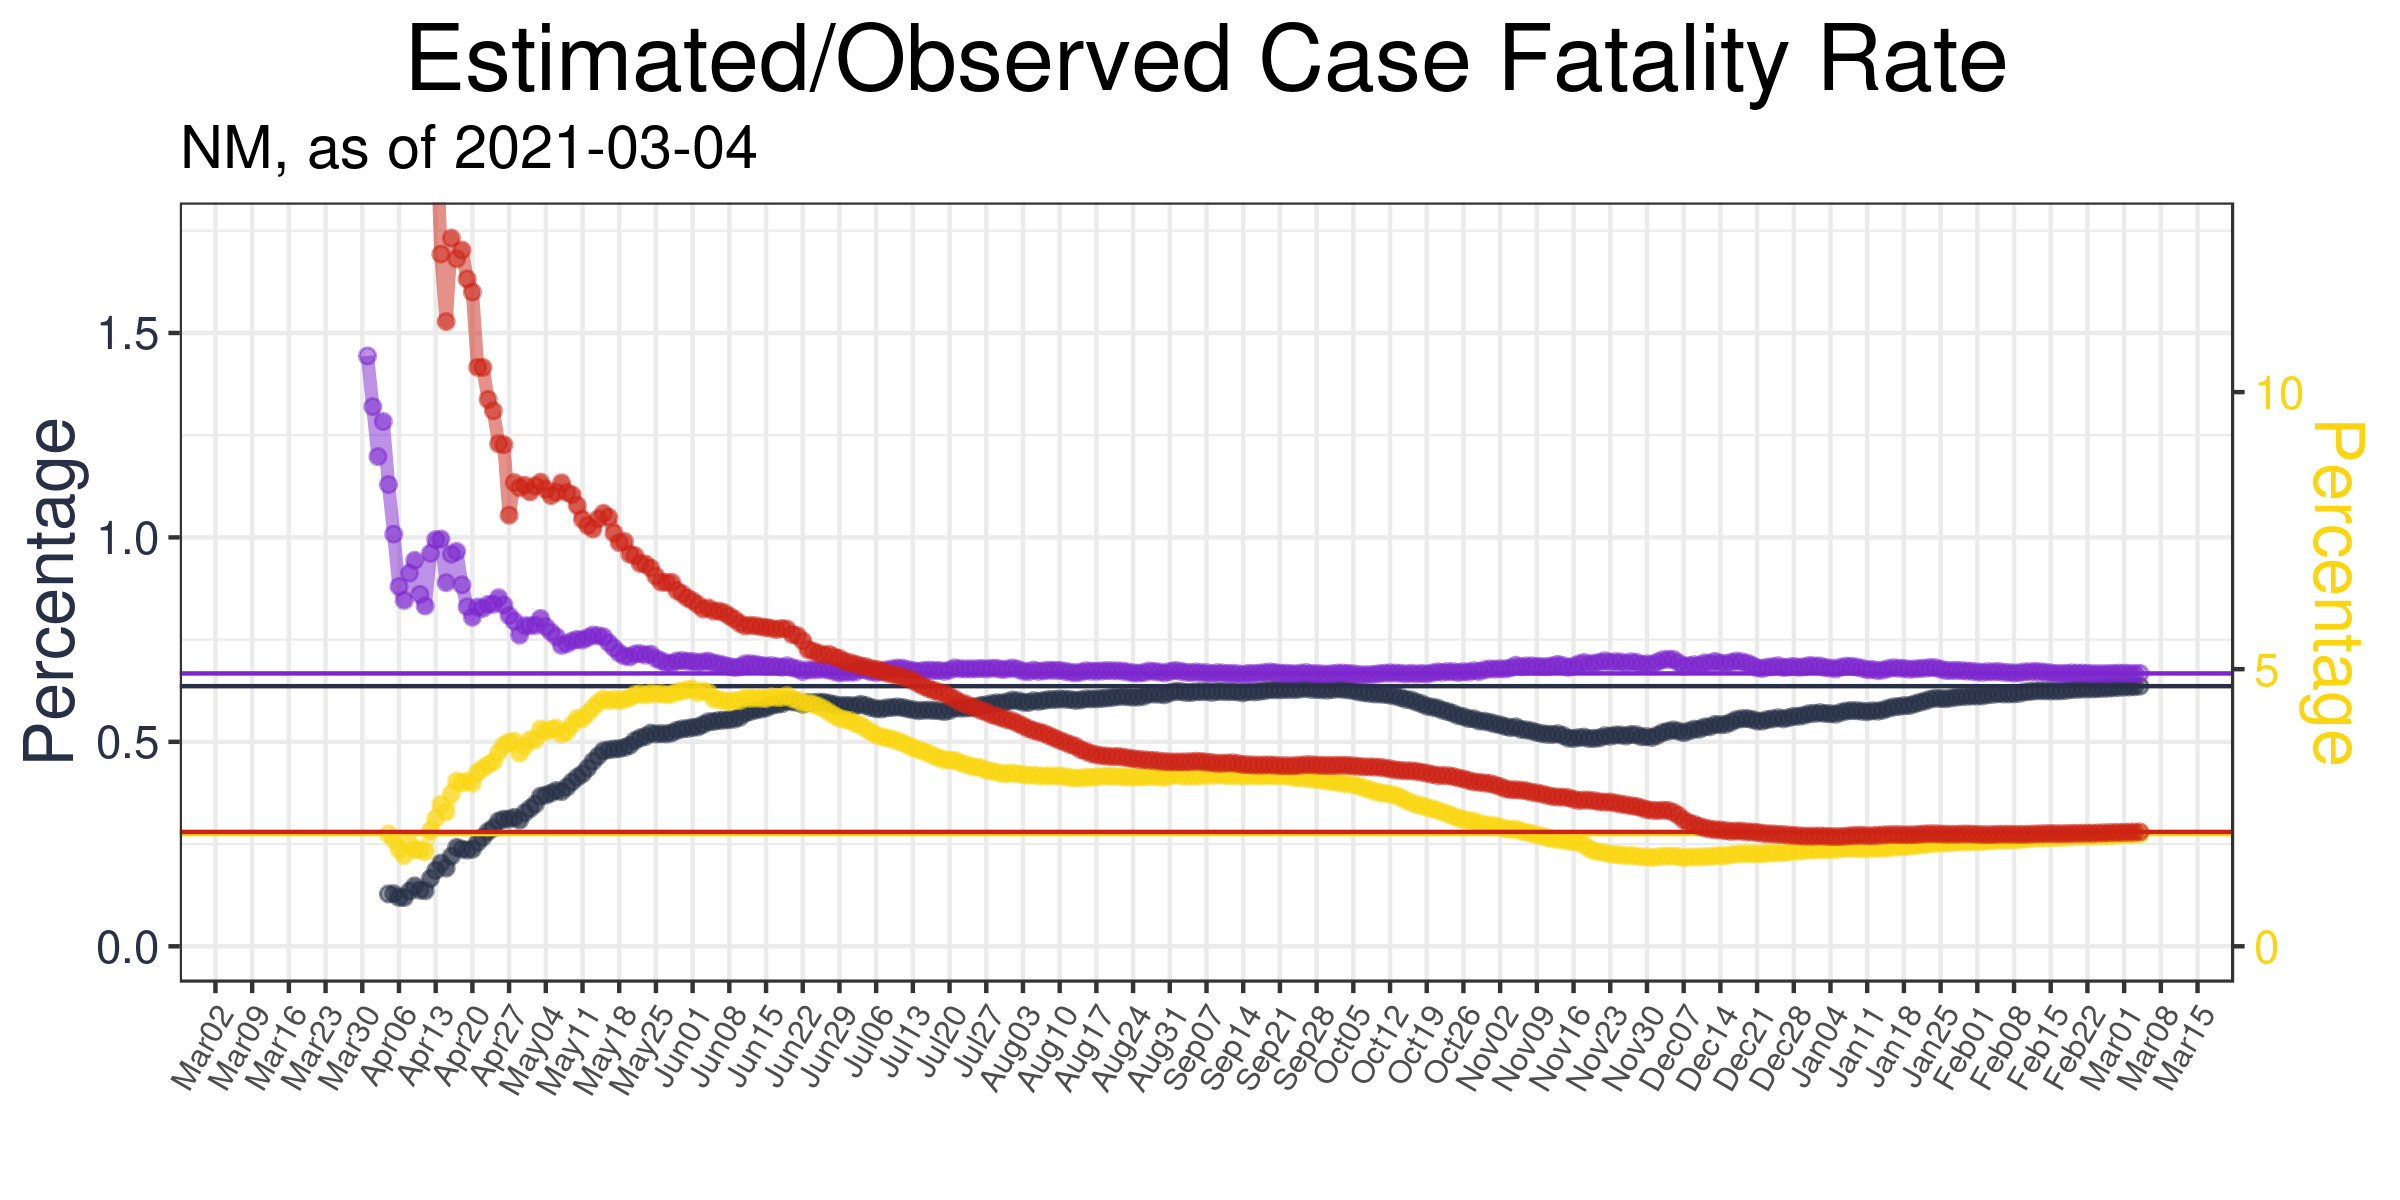 Estimated/Observed Case Fatality Rate
NM, as of 2021-03-04
Percentage
1.5
1.0
0.5
0.0
10
5
0
Percentage
Mar02
Mar09
Mar16
Mar23
Mar30
Apr06
Apr13
Apr20
Apr27
May04
May11
May18
May25
Jun01
Jun08
Jun15
Jun22
Jun29
Jul06
Jul13
Jul20
Jul27
Aug03
Aug10
Aug17
Aug24
Aug31
Sep07
Sep14
Sep21
Sep28
Oct05
Oct12
Oct19
Oct26
Nov02
Nov09
Nov16
Nov23
Nov30
Dec07
Dec14
Dec21
Dec28
Jan04
Jan11
Jan18
Jan25
Feb01
Feb08
Feb15
Feb22
Mar01
Mar08
Mar15